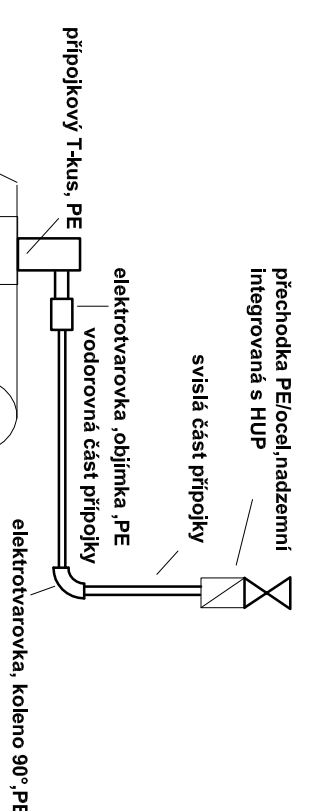 přechodka PE/ocel,nadzemní
integrovaná s HUP
svislá část přípojky
elektrotvarovka ,objímka ,PE
vodorovná část přípojky
přípojkový T-kus, PE
elektrotvarovka, koleno 90°,PE